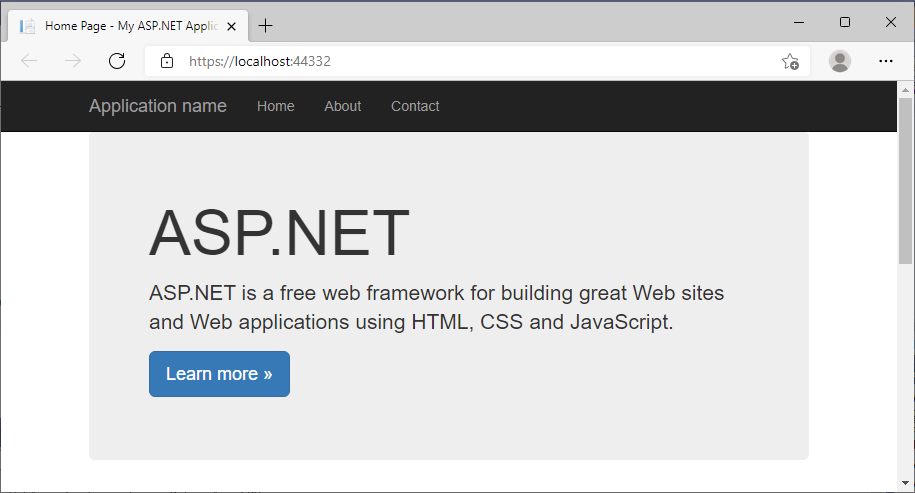 Home Page - My ASP.NET Applic
https://localhost:44332
Application name Home About Contact
ASP.NET
ASP.NET is a free web framework for building great Web sites
and Web applications using HTML, CSS and JavaScript.
Learn more »